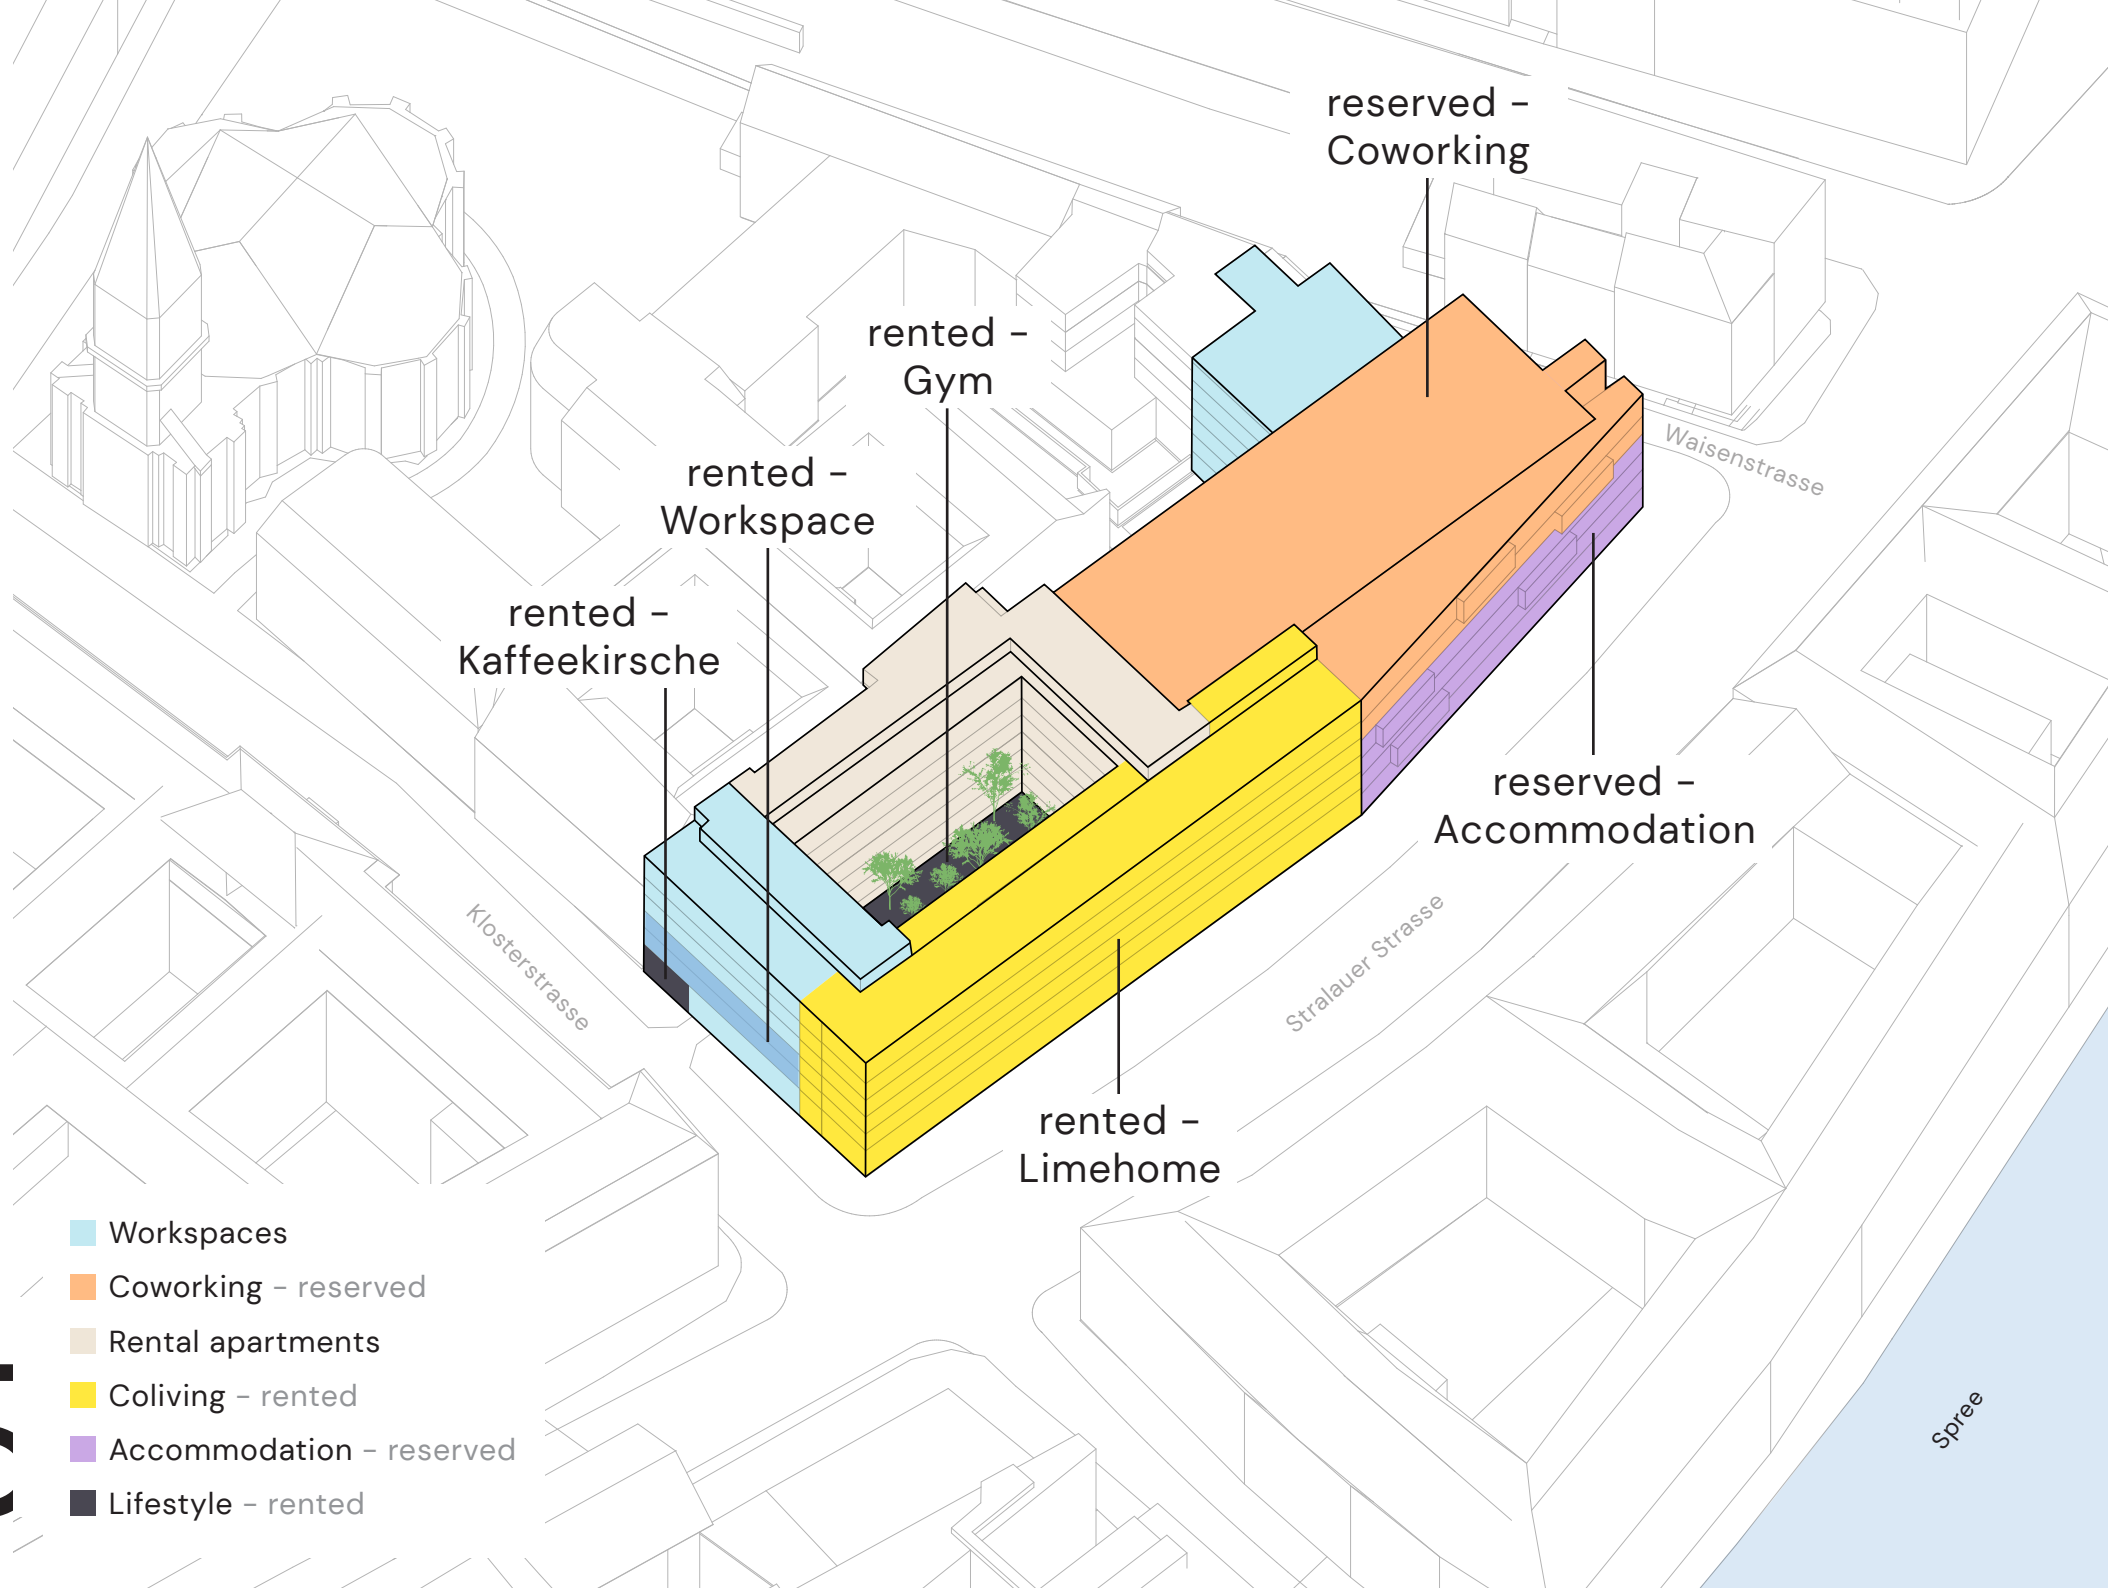 reserved –
Coworking
rented –
Gym
rented –
Workspace
rented –
Kaffeekirsche
Waisenstrasse
reserved –
Accommodation
Klosterstrasse
Stralauer Strasse
rented –
Limehome
Spree
Workspaces
Coworking – reserved
Rental apartments
Coliving – rented
Accommodation – reserved
Lifestyle – rented